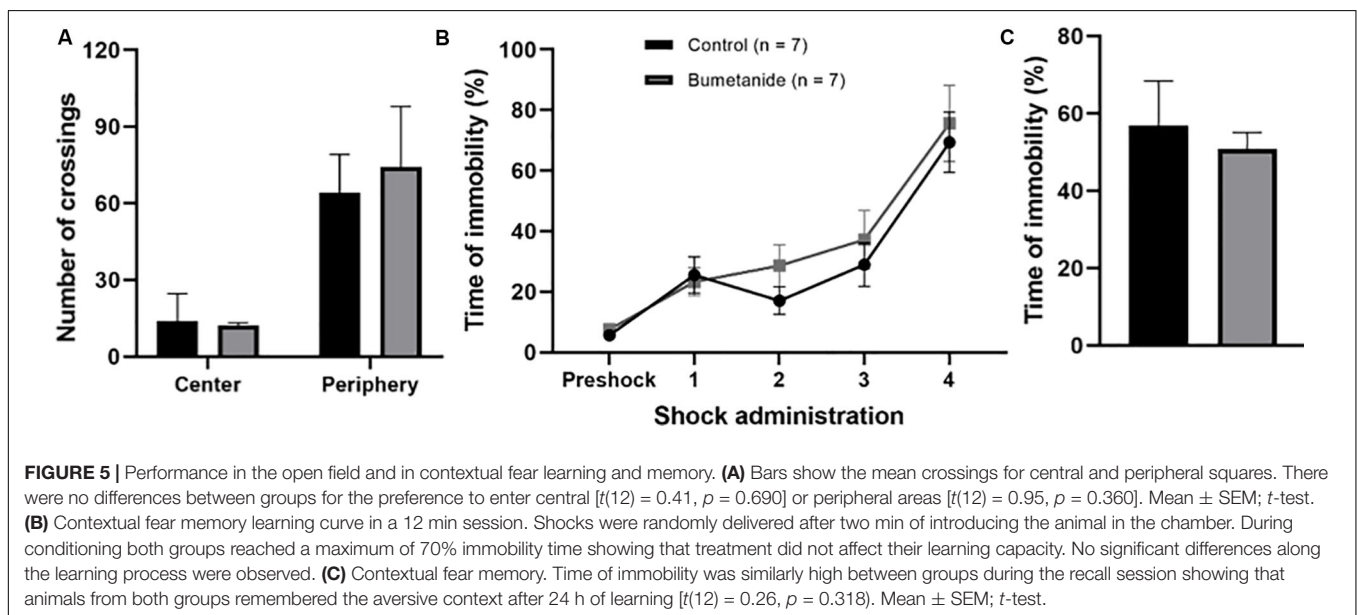 A
120
90
60
30
0
Number of crossings
Center
Periphery
B
100
80
60
40
20
0
Time of immobility (%)
Control (n = 7)
Bumetanide (n = 7)
Preshock
1
2
3
4
Shock administration
C
80
60
40
20
0
Time of immobility (%)
FIGURE 5 | Performance in the open field and in contextual fear learning and memory. (A) Bars show the mean crossings for central and peripheral squares. There
were no differences between groups for the preference to enter central [t(12) = 0.41, p = 0.690] or peripheral areas [t(12) = 0.95, p = 0.360]. Mean ± SEM; t-test.
(B) Contextual fear memory learning curve in a 12 min session. Shocks were randomly delivered after two min of introducing the animal in the chamber. During
conditioning both groups reached a maximum of 70% immobility time showing that treatment did not affect their learning capacity. No significant differences along
the learning process were observed. (C) Contextual fear memory. Time of immobility was similarly high between groups during the recall session showing that
animals from both groups remembered the aversive context after 24 h of learning [t(12) = 0.26, p = 0.318). Mean ± SEM; t-test.